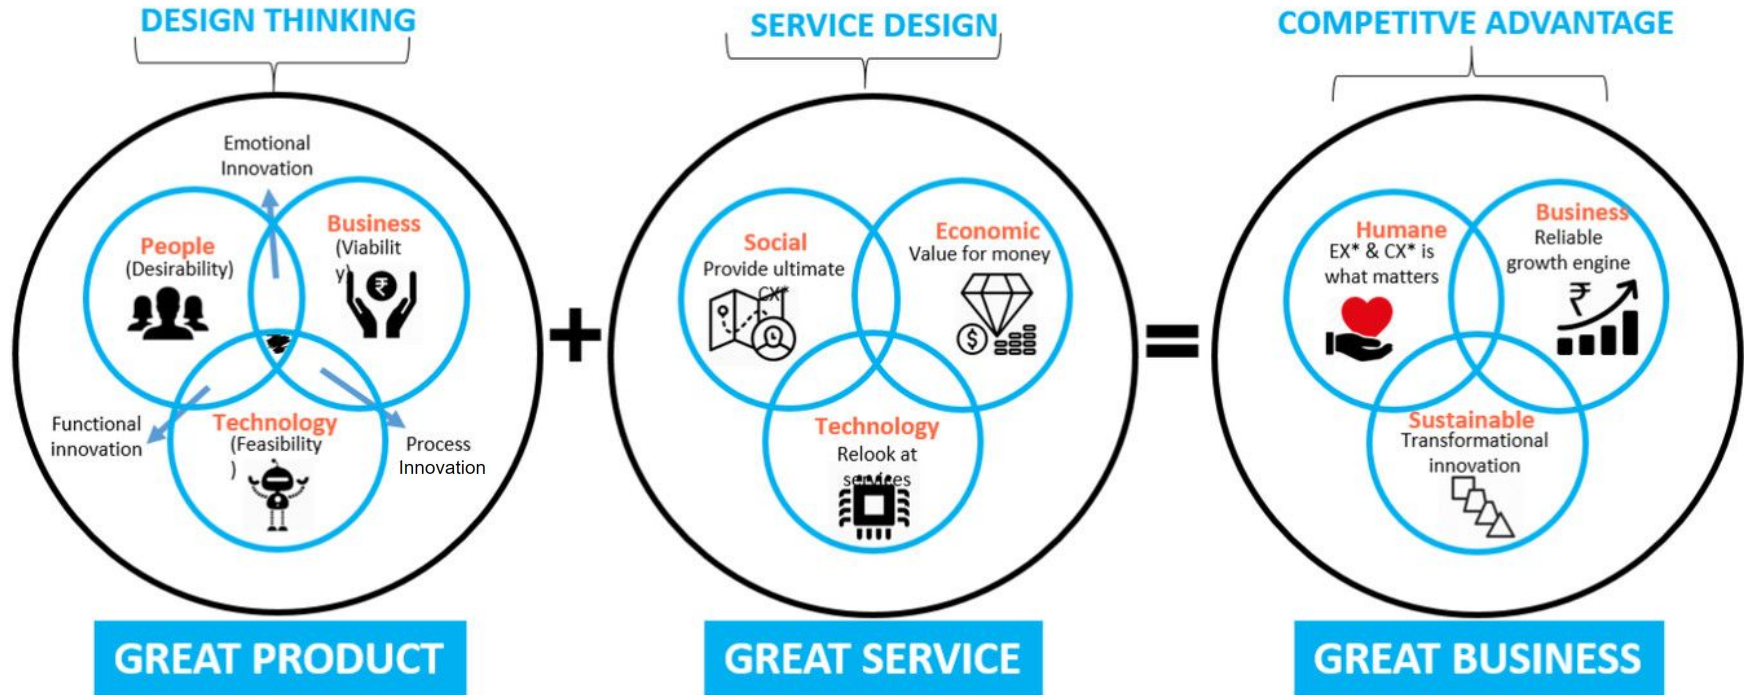 DESIGN THINKING
Emotional
Innovation
People
(Desirability)
Business
(Viabilit
y)
₹
Functional
innovation
Technology
(Feasibility
)
Process
Innovation
GREAT PRODUCT
+
SERVICE DESIGN
Social
Provide ultimate
CX*
Economic
Value for money
$
Technology
Relook at
services
GREAT SERVICE
=
COMPETITVE ADVANTAGE
Humane
EX* & CX* is
what matters
Business
Reliable
growth engine
₹
Sustainable
Transformational
innovation
GREAT BUSINESS